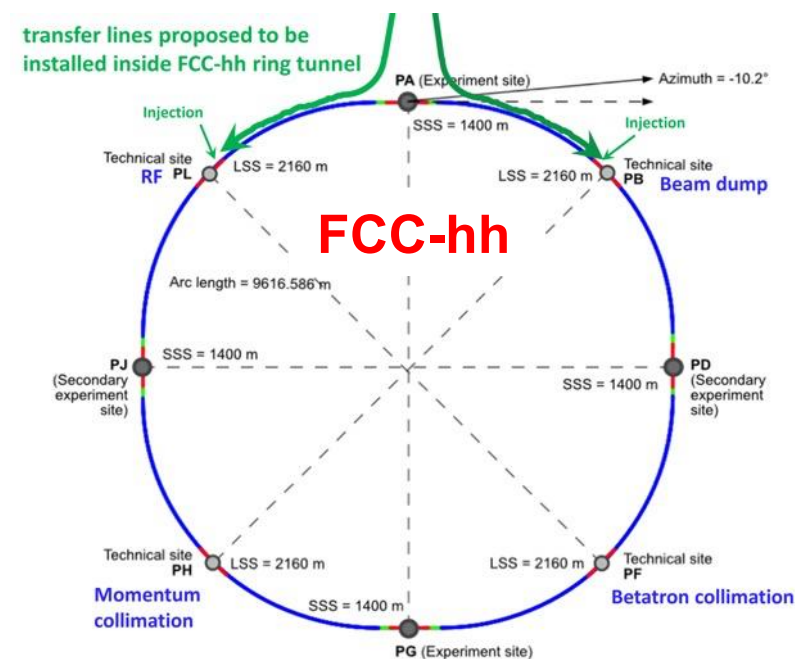 transfer lines proposed to be
installed inside FCC-hh ring tunnel
PA (Experiment site)
Azimuth = -10.2°
Injection
SSS = 1400 m
Injection
Technical site
PL
RF
LSS = 2160 m
LSS = 2160 m
Technical site
PB
Beam dump
FCC-hh
Arc length = 9616.586 m
PJ
(Secondary
experiment
site)
SSS = 1400 m
SSS = 1400 m
PD
(Secondary
experiment
site)
Technical site
PH
LSS = 2160 m
LSS = 2160 m
Technical site
PF
Momentum
collimation
Betatron collimation
SSS = 1400 m
PG (Experiment site)